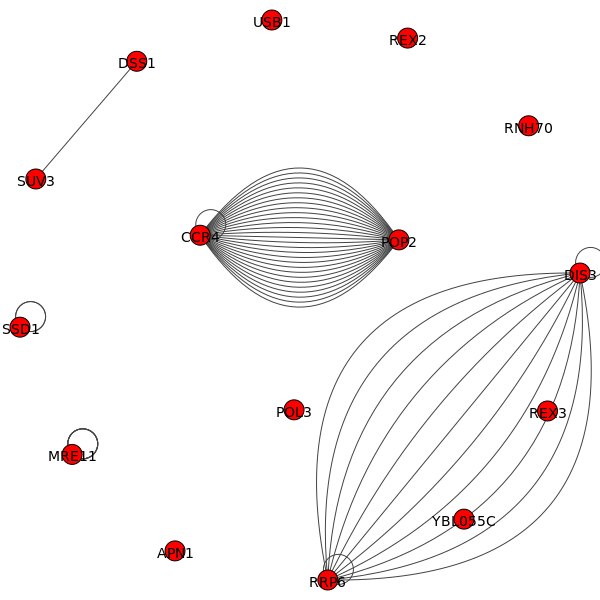 USB1
REX2
DSS1
RNH70
SUV3
CCR4
POP2
DIS3
SSD1
POL3
REX3
MRE11
YBL055C
APN1
RRP6